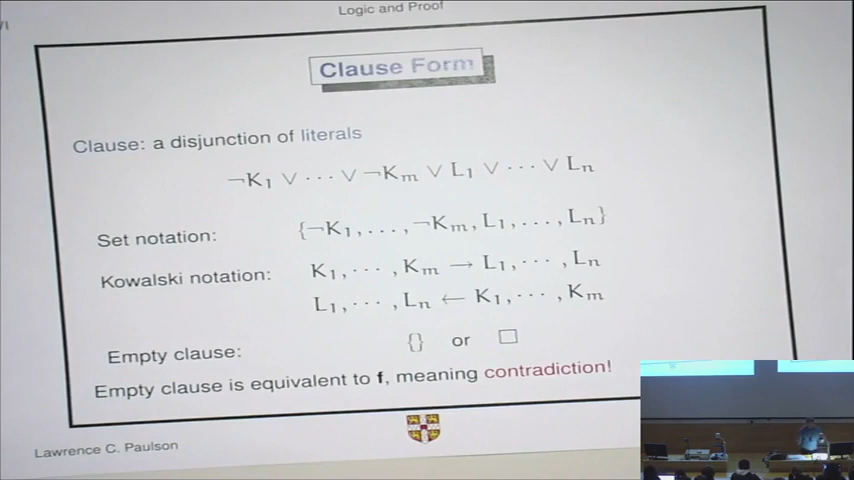 Logic and Proof
Clause Form
Clause: a disjunction of literals
¬K₁ ∨ ··· ∨ ¬Kₘ ∨ L₁ ∨ ··· ∨ Lₙ
Set notation: {¬K₁, ..., ¬Kₘ, L₁, ..., Lₙ}
Kowalski notation: K₁, ··· , Kₘ → L₁, ··· , Lₙ
L₁, ··· , Lₙ ← K₁, ··· , Kₘ
Empty clause: {} or □
Empty clause is equivalent to f, meaning contradiction!
Lawrence C. Paulson